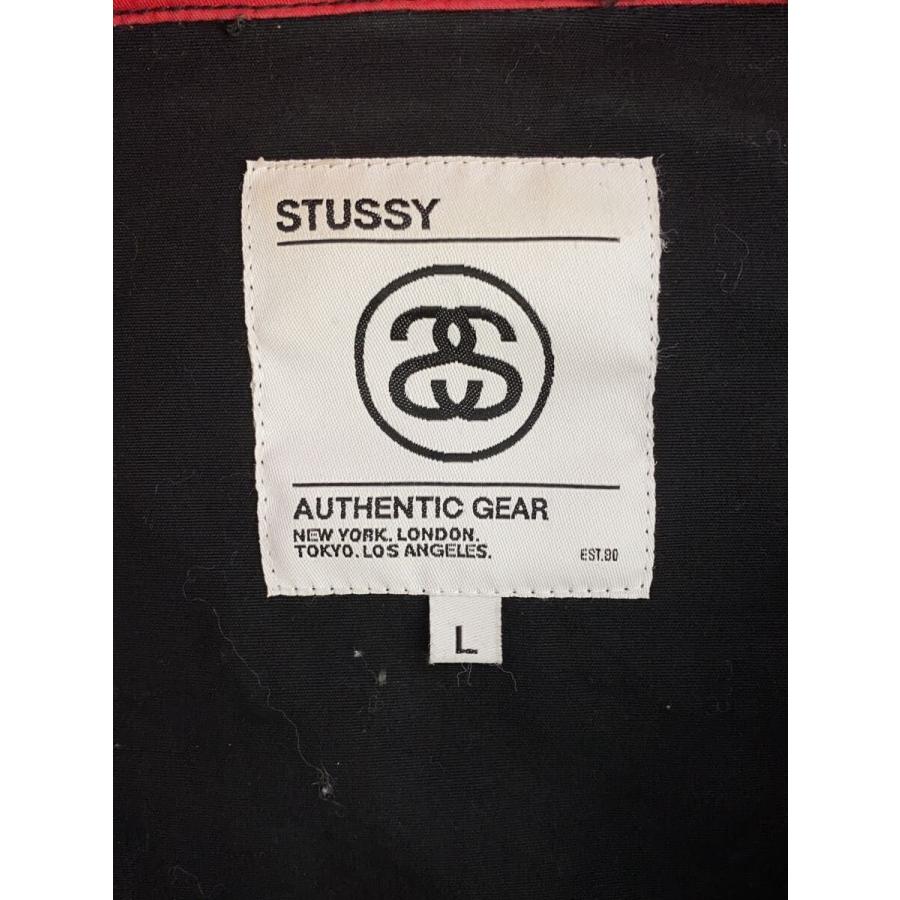 STUSSY
AUTHENTIC GEAR
NEW YORK. LONDON.
TOKYO. LOS ANGELES.
EST.80
L